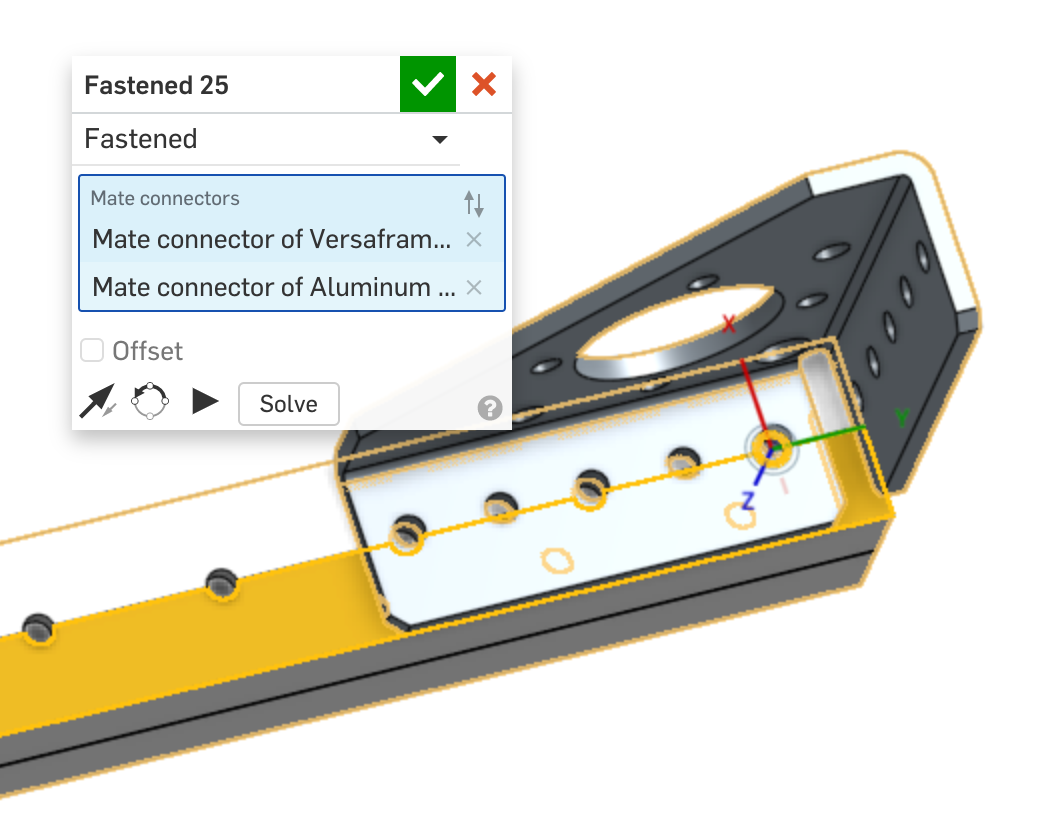 Fastened 25
Fastened
Mate connectors
Mate connector of Versafram...
Mate connector of Aluminum ...
Offset
Solve
?
X
Y
Z